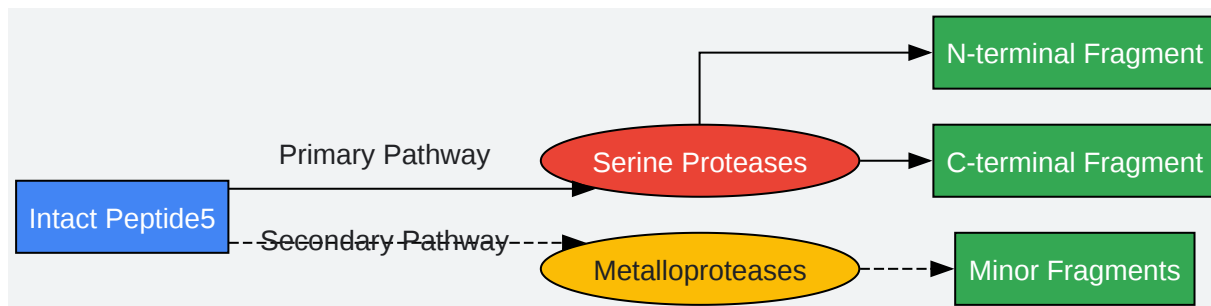 N-terminal Fragment
Primary Pathway
Serine Proteases
C-terminal Fragment
Intact Peptide5
Secondary Pathway
Metalloproteases
Minor Fragments